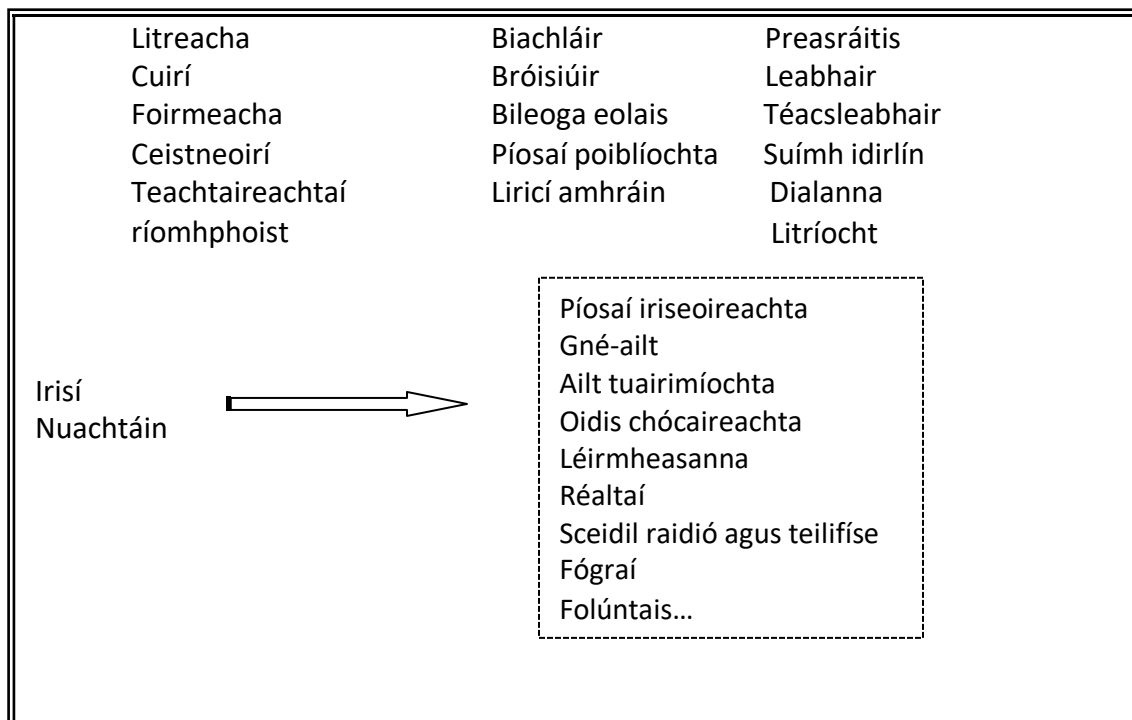 Litreacha
Cuirí
Foirmeacha
Ceistneoirí
Teachtaireachtaí
ríomhphoist
Biachláir
Bróisiúir
Bileoga eolais
Píosaí poiblíochta
Liricí amhráin
Preasráitis
Leabhair
Téacsleabhair
Suímh idirlín
Dialanna
Litríocht
Irisí
Nuachtáin
Píosaí iriseoireachta
Gné-ailt
Ailt tuairimíochta
Oidis chócaireachta
Léirmheasanna
Réaltaí
Sceidil raidió agus teilifíse
Fógraí
Folúntais...